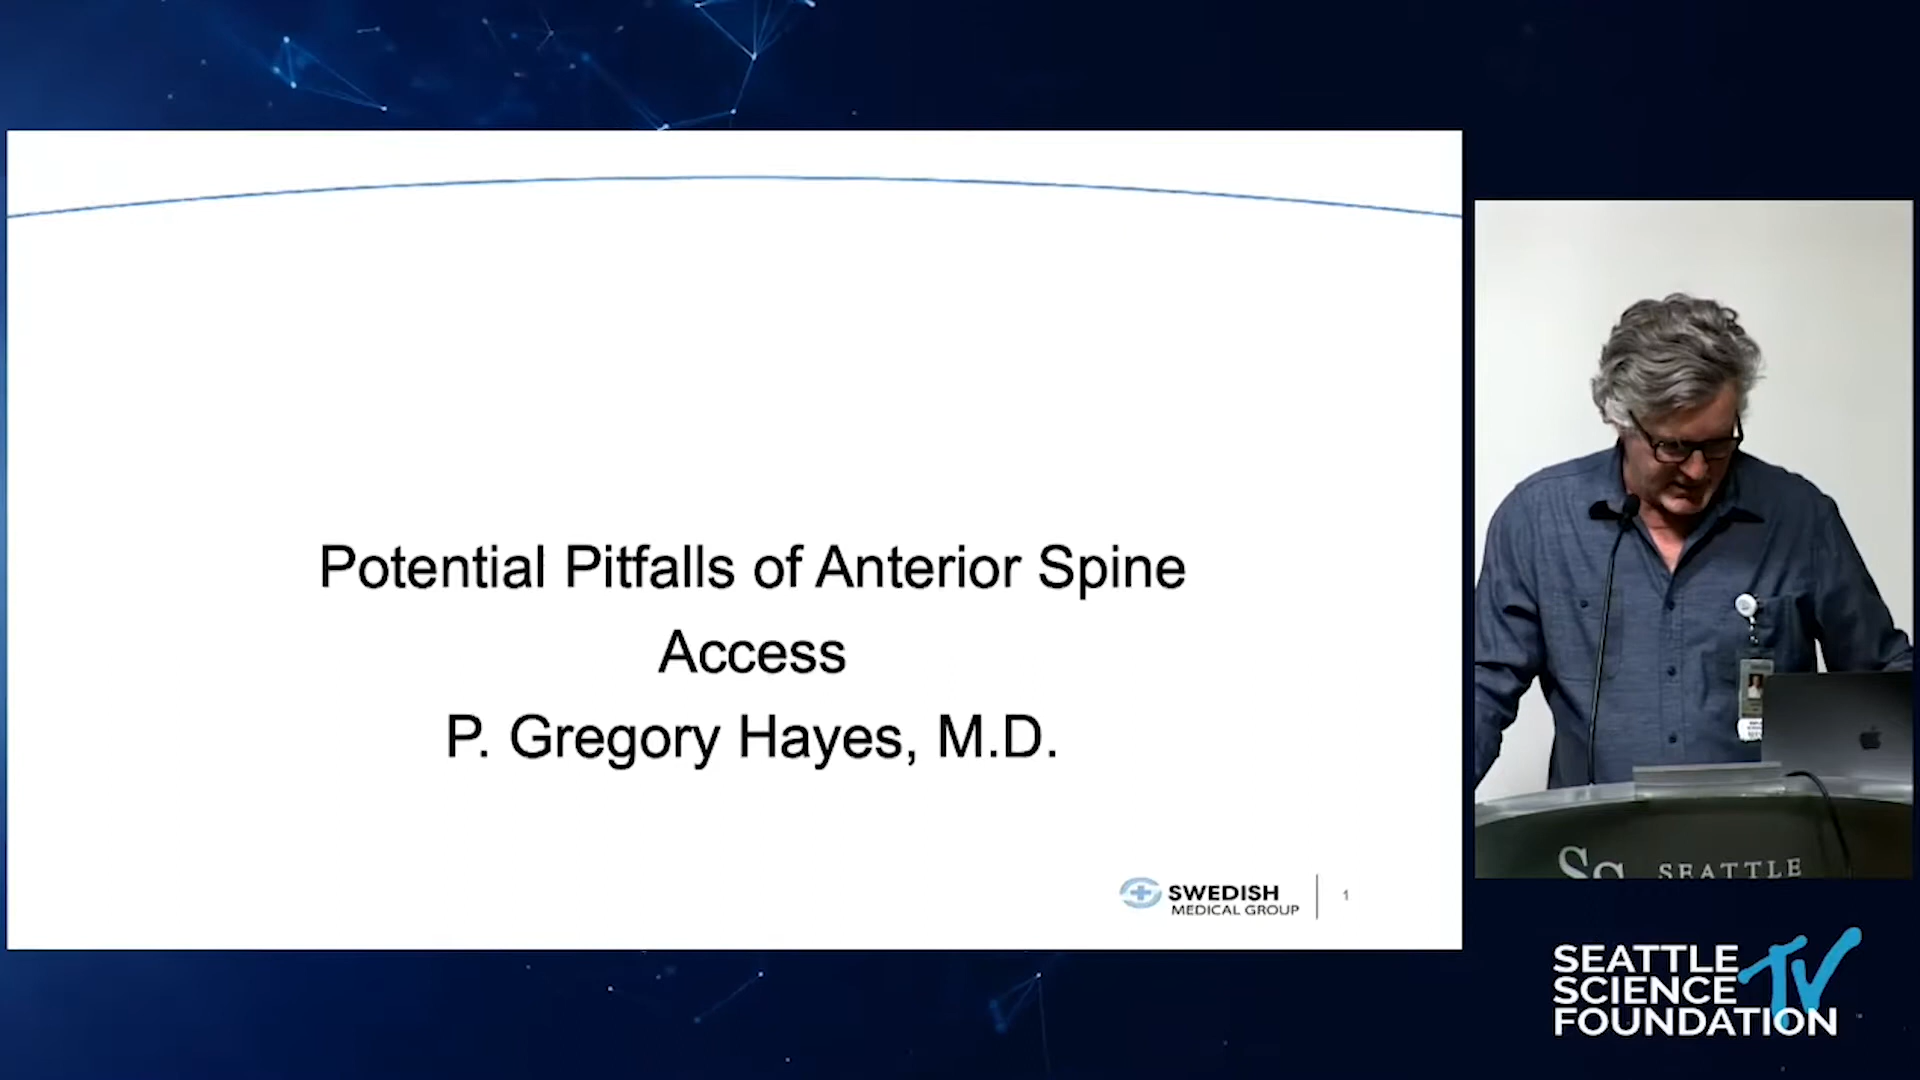 Potential Pitfalls of Anterior Spine
Access
P. Gregory Hayes, M.D.
SWEDISH
MEDICAL GROUP
1
SEATTLE
SEATTLE
SCIENCE
FOUNDATION
TV